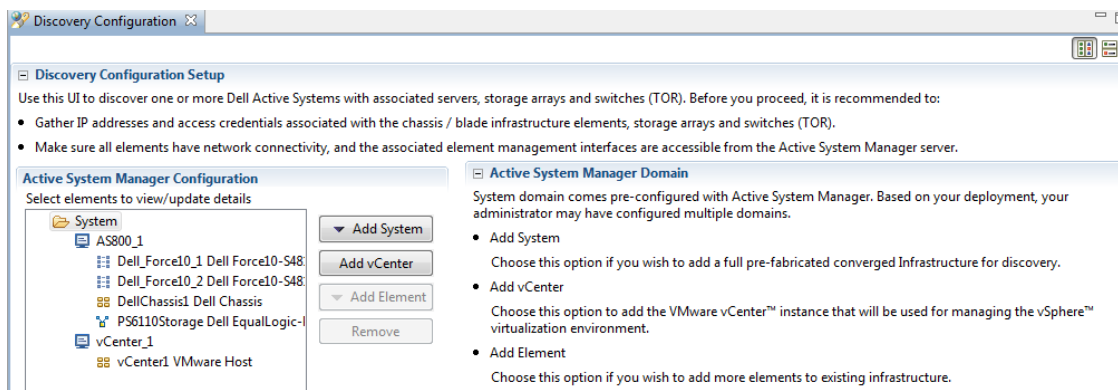 Discovery Configuration
Discovery Configuration Setup
Use this UI to discover one or more Dell Active Systems with associated servers, storage arrays and switches (TOR). Before you proceed, it is recommended to:
• Gather IP addresses and access credentials associated with the chassis / blade infrastructure elements, storage arrays and switches (TOR).
• Make sure all elements have network connectivity, and the associated element management interfaces are accessible from the Active System Manager server.
Active System Manager Configuration
Select elements to view/update details
System
AS800_1
Dell_Force10_1 Dell Force10-S48
Dell_Force10_2 Dell Force10-S48
DellChassis1 Dell Chassis
PS6110Storage Dell EqualLogic-
vCenter_1
vCenter1 VMware Host
Add System
Add vCenter
Add Element
Remove
Active System Manager Domain
System domain comes pre-configured with Active System Manager. Based on your deployment, your
administrator may have configured multiple domains.
• Add System
Choose this option if you wish to add a full pre-fabricated converged Infrastructure for discovery.
• Add vCenter
Choose this option to add the VMware vCenter™ instance that will be used for managing the vSphere™
virtualization environment.
• Add Element
Choose this option if you wish to add more elements to existing infrastructure.